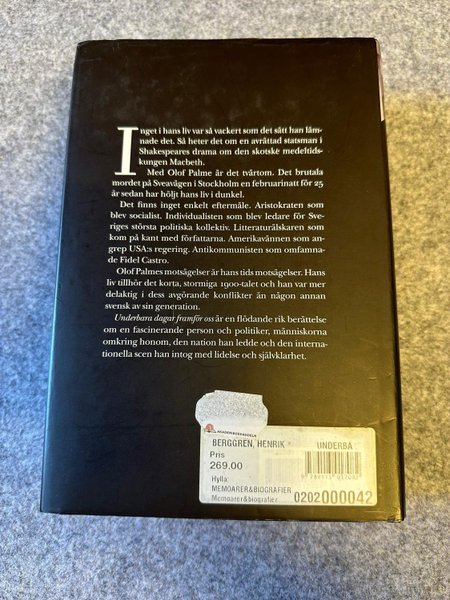 Inget i hans liv var så vackert som det sätt han läm-
nade det. Så heter det om en avrättad statsman i
Shakespeares drama om den skotske medeltids-
kungen Macbeth.
Med Olof Palme är det tvärtom. Det brutala
mordet på Sveavägen i Stockholm en februarinatt för 25
år sedan har höljt hans liv i dunkel.
Det finns inget enkelt eftermäle. Aristokraten som
blev socialist. Individualisten som blev ledare för Sve-
riges största politiska kollektiv. Litteraturälskaren som
kom på kant med författarna. Amerikavännen som an-
grep USA:s regering. Antikommunisten som omfamna-
de Fidel Castro.
Olof Palmes motsägelser är hans tids motsägelser. Hans
liv tillhör det korta, stormiga 1900-talet och han var mer
delaktig i dess avgörande konflikter än någon annan
svensk av sin generation.
Underbara dagar framför oss är en flödande rik berättelse
om en fascinerande person och politiker, människorna
omkring honom, den nation han ledde och den interna-
tionella scen han intog med lidelse och självklarhet.
AKADEMIBOKHANDELN
BERGGREN, HENRIK * UNDERBA
Pris
269.00
Hylla:
MEMOARER&BIOGRAFIER
Memoarer&biografier
0202000042